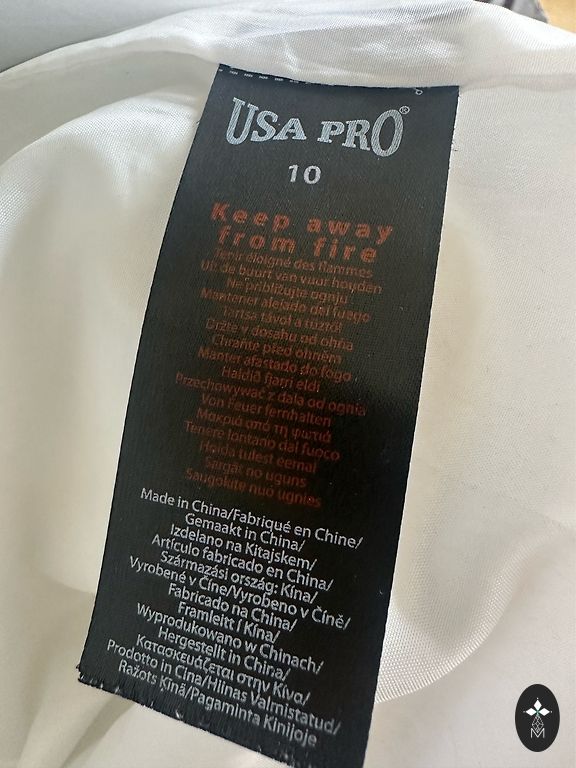 USA PRO®
10
Keep away
from fire
Tenir éloigné des flammes
Uit de buurt van vuur houden
Ne približujte ognju
Mantener alejado del fuego
Tartsa távol a tűztől
Držte v dosahu od ohňa
Chraňte před ohněm
Manter afastado do fogo
Haldið fjarri eldi
Przechowywać z dala od ognia
Von Feuer fernhalten
Μακριά από τη φωτιά
Tenere lontano dal fuoco
Hoida tulest eemal
Sargāt no uguns
Saugokite nuo ugnies
Made in China/Fabriqué en Chine/
Gemaakt in China/
Izdelano na Kitajskem/
Artículo fabricado en China/
Származási ország: Kína/
Vyrobené v Číne/Vyrobeno v Číně/
Fabricado na China/
Framleitt í Kína/
Wyprodukowano w Chinach/
Hergestellt in China/
Κατασκευάζεται στην Κίνα/
Prodotto in Cina/Hiinas Valmistatud/
Ražots Ķīnā/Pagaminta Kinijoje